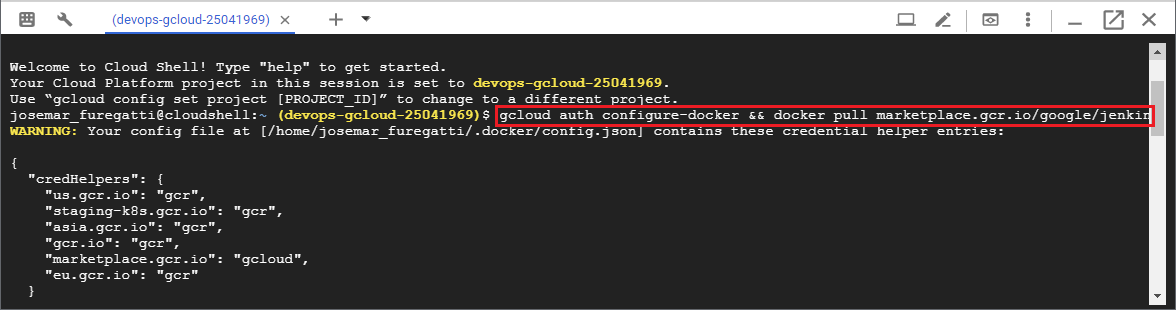 (devops-gcloud-25041969)
Welcome to Cloud Shell! Type "help" to get started.
Your Cloud Platform project in this session is set to devops-gcloud-25041969.
Use “gcloud config set project [PROJECT_ID]” to change to a different project.
josemar_furegatti@cloudshell:~ (devops-gcloud-25041969)$ gcloud auth configure-docker && docker pull marketplace.gcr.io/google/jenkin
WARNING: Your config file at [/home/josemar_furegatti/.docker/config.json] contains these credential helper entries:
{
  "credHelpers": {
    "us.gcr.io": "gcr",
    "staging-k8s.gcr.io": "gcr",
    "asia.gcr.io": "gcr",
    "gcr.io": "gcr",
    "marketplace.gcr.io": "gcloud",
    "eu.gcr.io": "gcr"
  }